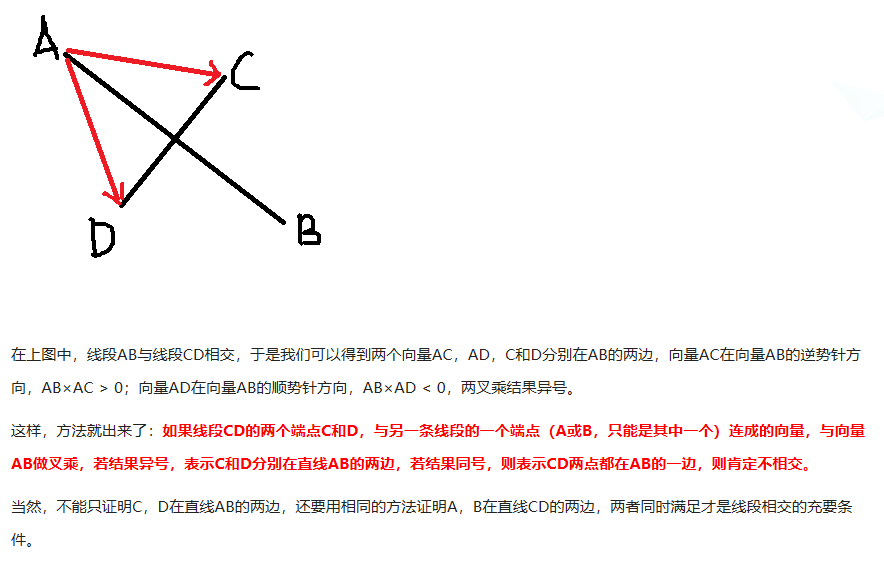 A
C
D
B
在上图中，线段AB与线段CD相交，于是我们可以得到两个向量AC，AD，C和D分别在AB的两边，向量AC在向量AB的逆势针方
向，AB×AC > 0；向量AD在向量AB的顺势针方向，AB×AD < 0，两叉乘结果异号。
这样，方法就出来了：如果线段CD的两个端点C和D，与另一条线段的一个端点（A或B，只能是其中一个）连成的向量，与向量
AB做叉乘，若结果异号，表示C和D分别在直线AB的两边，若结果同号，则表示CD两点都在AB的一边，则肯定不相交。
当然，不能只证明C，D在直线AB的两边，还要用相同的方法证明A，B在直线CD的两边，两者同时满足才是线段相交的充要条
件。